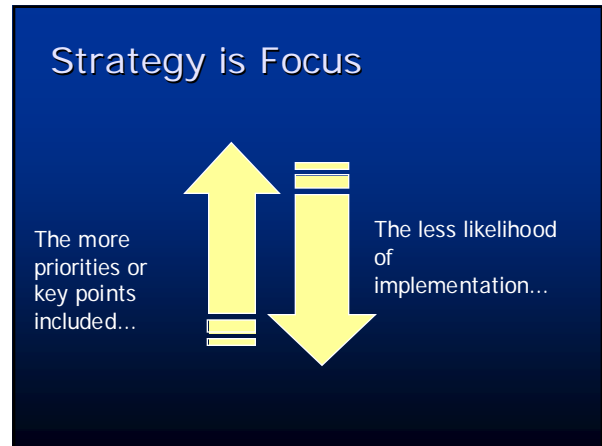 Strategy is Focus
The more
priorities or
key points
included...
The less likelihood
of
implementation...